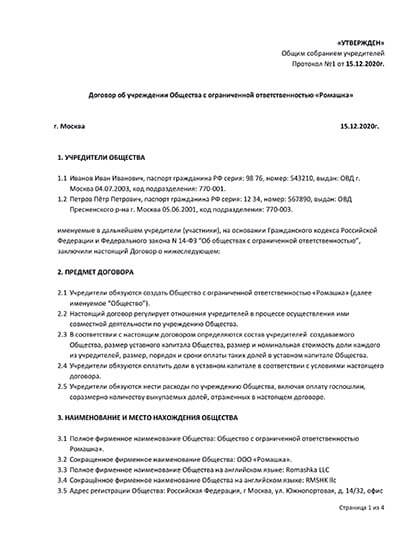 «УТВЕРЖДЕН»
Общим собранием учредителей
Протокол №1 от 15.12.2020г.
Договор об учреждении Общества с ограниченной ответственностью «Ромашка»
г. Москва 15.12.2020г.
1. УЧРЕДИТЕЛИ ОБЩЕСТВА
1.1 Иванов Иван Иванович, паспорт гражданина РФ серия: 98 76, номер: 543210, выдан: ОВД г.
Москва 04.07.2003, код подразделения: 770-001.
1.2 Петров Пётр Петрович, паспорт гражданина РФ серия: 12 34, номер: 567890, выдан: ОВД
Пресненского р-на г. Москва 05.06.2001, код подразделения: 770-003.
именуемые в дальнейшем учредители (участники), на основании Гражданского кодекса Российской
Федерации и Федерального закона N 14-ФЗ "Об обществах с ограниченной ответственностью",
заключили настоящий Договор о нижеследующем:
2. ПРЕДМЕТ ДОГОВОРА
2.1 Учредители обязуются создать Общество с ограниченной ответственностью «Ромашка» (далее
именуемое "Общество").
2.2 Настоящий договор регулирует отношения учредителей в процессе осуществления ими
совместной деятельности по учреждению Общества.
2.3 В соответствии с настоящим договором определяются состав учредителей создаваемого
Общества, размер уставного капитала Общества, размер и номинальная стоимость доли каждого
из учредителей, размер, порядок и сроки оплаты таких долей в уставном капитале Общества.
2.4 Учредители обязуются оплатить доли в уставном капитале в соответствии с условиями настоящего
договора.
2.5 Учредители обязуются нести расходы по учреждению Общества, включая оплату госпошлин,
соразмерно количеству выкупаемых долей, отраженных в настоящем договоре.
3. НАИМЕНОВАНИЕ И МЕСТО НАХОЖДЕНИЯ ОБЩЕСТВА
3.1 Полное фирменное наименование Общества: Общество с ограниченной ответственностью
Ромашка».
3.2 Сокращенное фирменное наименование Общества: ООО «Ромашка».
3.3 Полное фирменное наименование Общества на английском языке: Romashka LLC
3.4 Сокращённое фирменное наименование Общества на английском языке: RMSHK llc
3.5 Адрес регистрации Общества: Российская Федерация, г Москва, ул. Южнопортовая, д. 14/32, офис
Страница 1 из 4